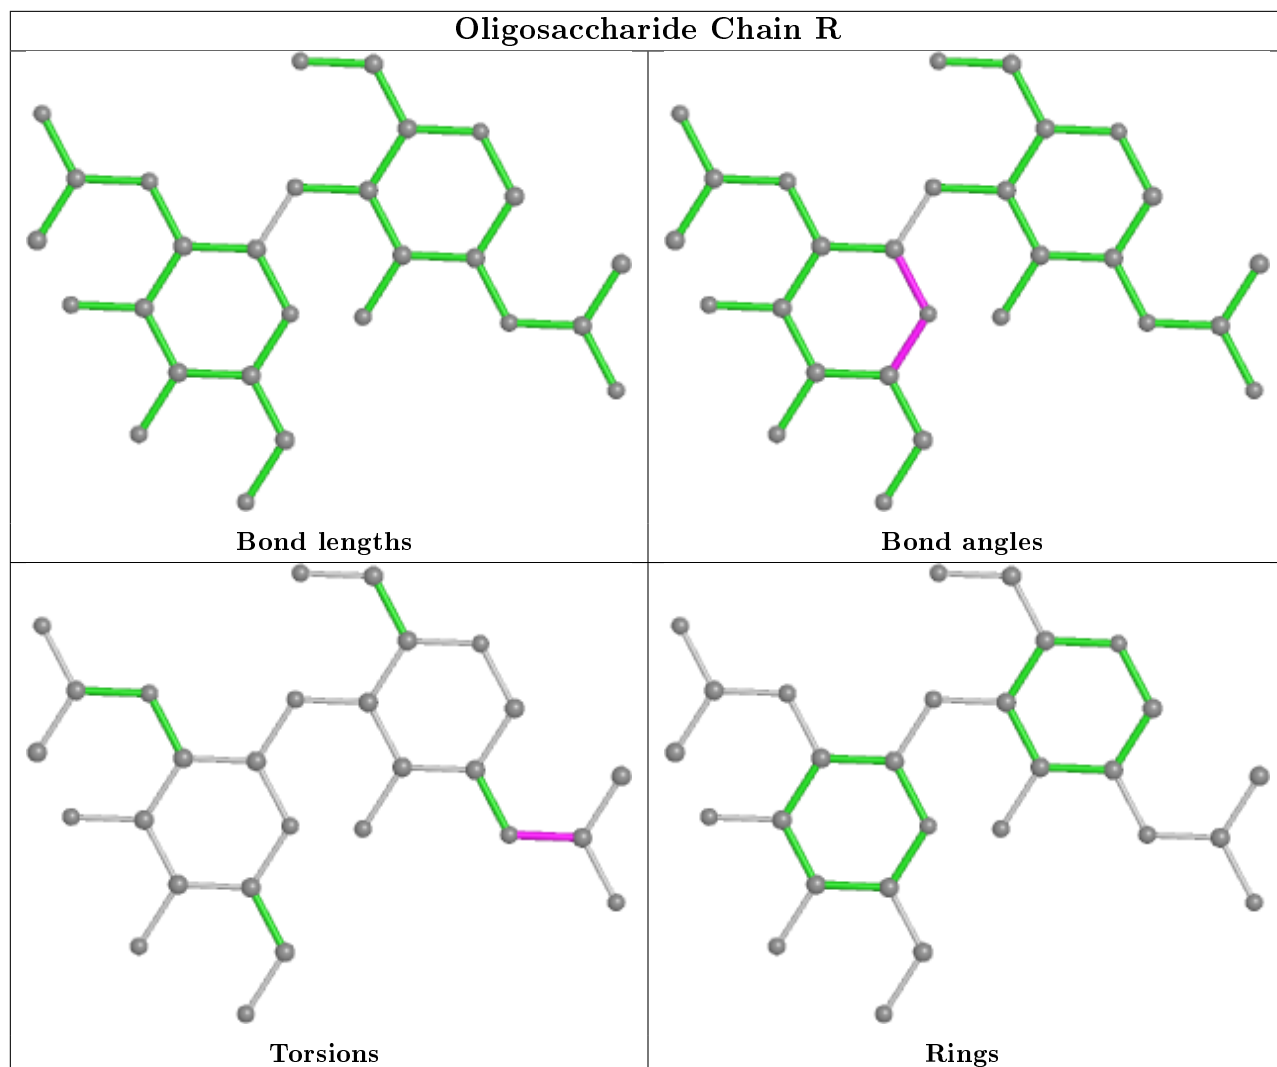 Oligosaccharide Chain R
Bond lengths
Bond angles
Torsions
Rings